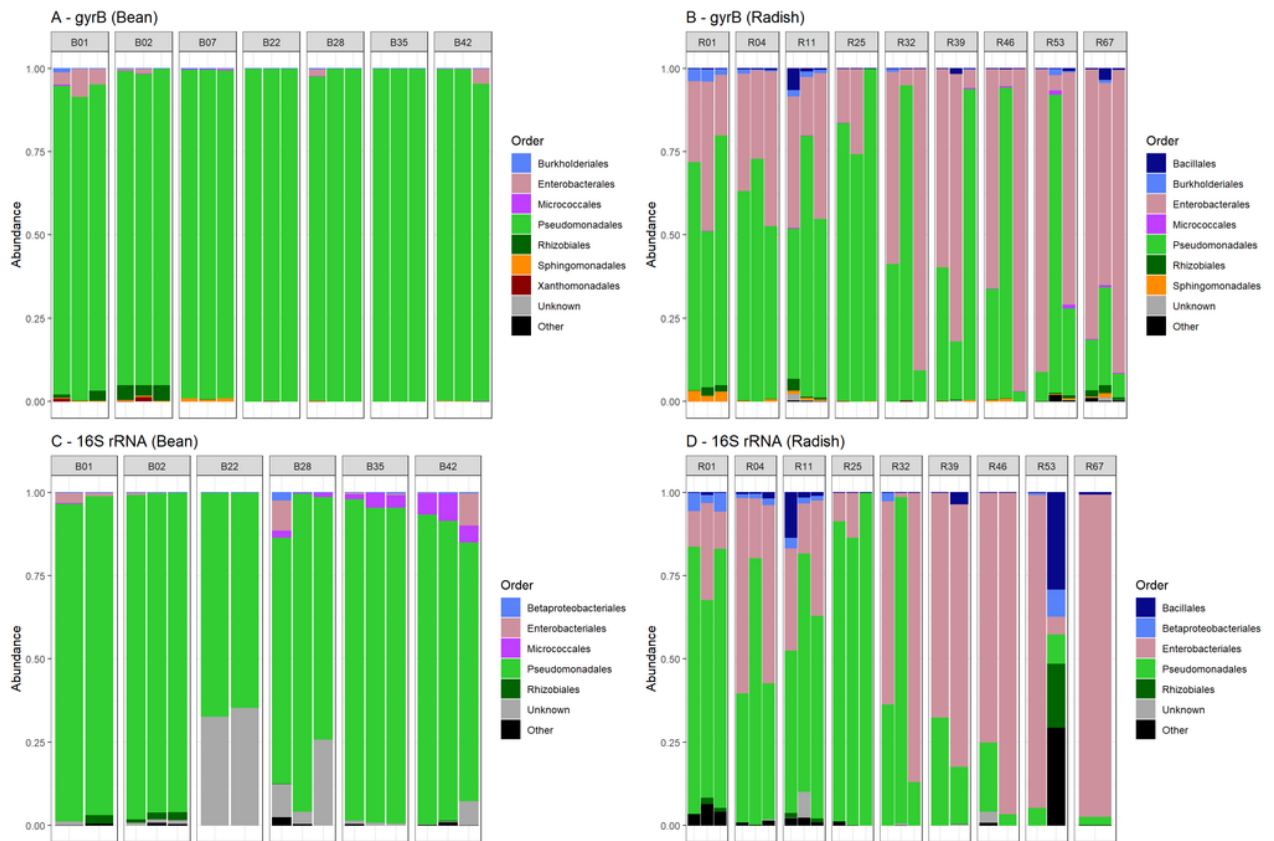 A - gyrB (Bean)
B01 B02 B07 B22 B28 B35 B42
1.00
0.75
0.50
0.25
0.00
Abundance
Order
Burkholderiales
Enterobacterales
Micrococcales
Pseudomonadales
Rhizobiales
Sphingomonadales
Xanthomonadales
Unknown
Other
B - gyrB (Radish)
R01 R04 R11 R25 R32 R39 R46 R53 R67
1.00
0.75
0.50
0.25
0.00
Abundance
Order
Bacillales
Burkholderiales
Enterobacterales
Micrococcales
Pseudomonadales
Rhizobiales
Sphingomonadales
Unknown
Other
C - 16S rRNA (Bean)
B01 B02 B22 B28 B35 B42
1.00
0.75
0.50
0.25
0.00
Abundance
Order
Betaproteobacteriales
Enterobacteriales
Micrococcales
Pseudomonadales
Rhizobiales
Unknown
Other
D - 16S rRNA (Radish)
R01 R04 R11 R25 R32 R39 R46 R53 R67
1.00
0.75
0.50
0.25
0.00
Abundance
Order
Bacillales
Betaproteobacteriales
Enterobacteriales
Pseudomonadales
Rhizobiales
Unknown
Other